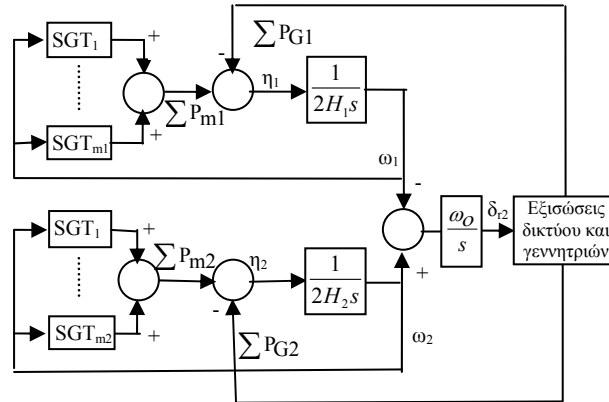 SGT1
+
-
∑ PG1
∑ Pm1
η1
1
2H1s
SGTm1
+
ω1
-
ωO
s
δr2
Εξισώσεις
δικτύου και
γεννητριών
SGT1
+
∑ Pm2
η2
1
2H2s
+
SGTm2
+
-
∑ PG2
ω2